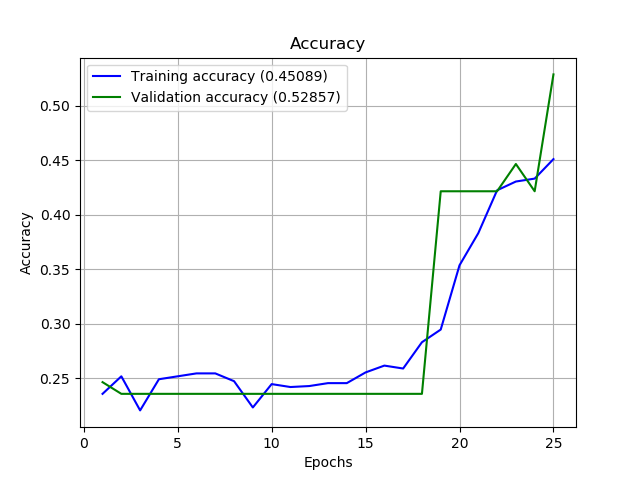 Accuracy
Training accuracy (0.45089)
Validation accuracy (0.52857)
0.50
0.45
0.40
0.35
0.30
0.25
Accuracy
0 5 10 15 20 25
Epochs